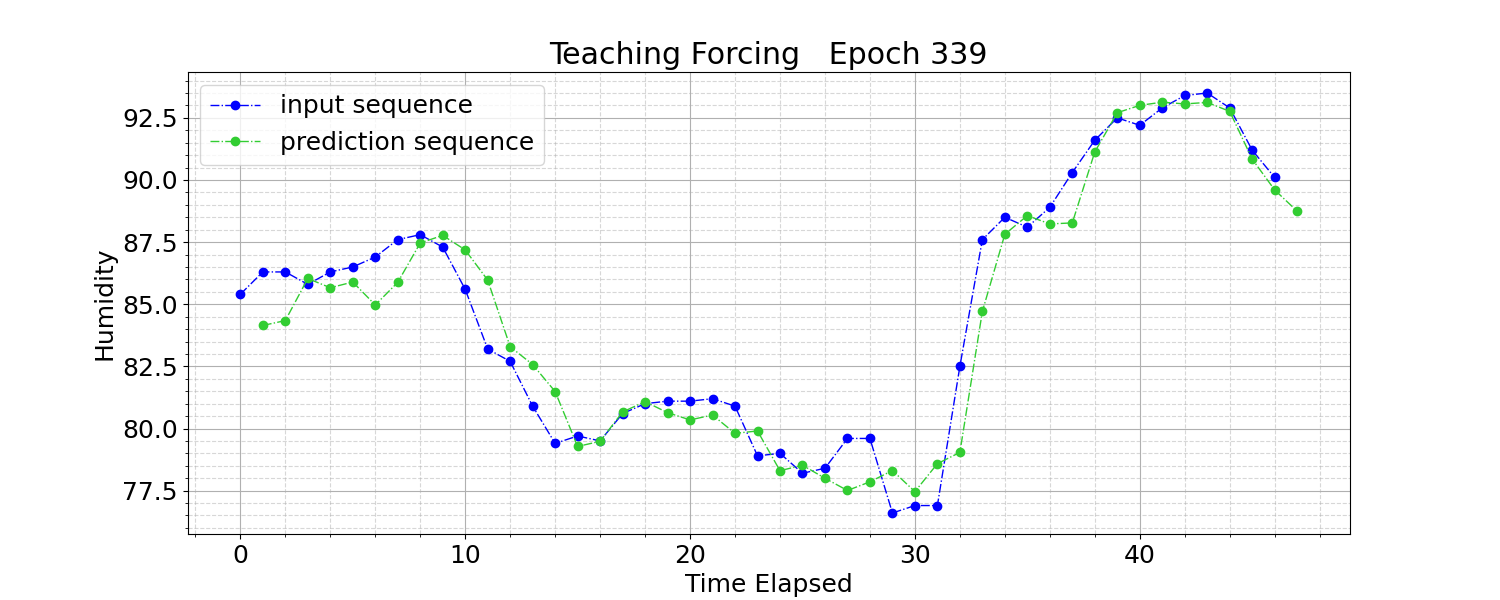 Teaching Forcing   Epoch 339
input sequence
prediction sequence
Humidity
92.5
90.0
87.5
85.0
82.5
80.0
77.5
0 10 20 30 40
Time Elapsed